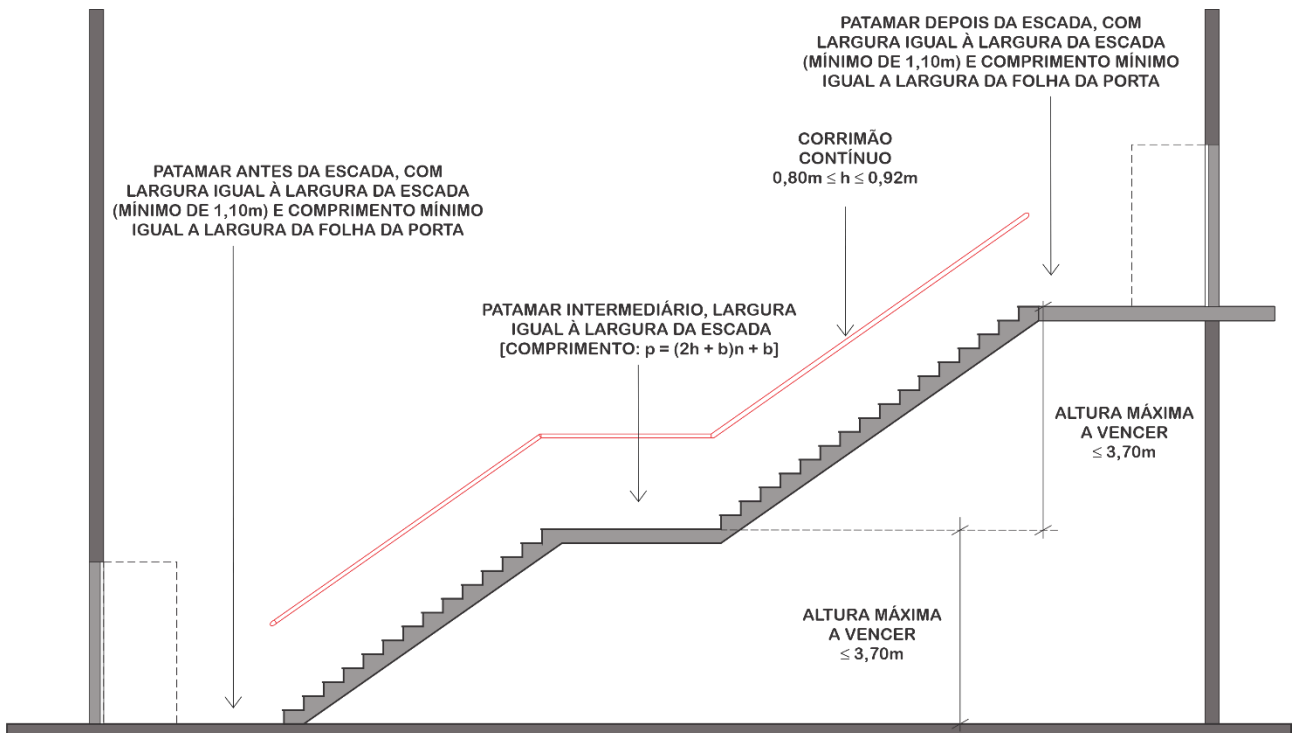 PATAMAR DEPOIS DA ESCADA, COM
LARGURA IGUAL À LARGURA DA ESCADA
(MÍNIMO DE 1,10m) E COMPRIMENTO MÍNIMO
IGUAL A LARGURA DA FOLHA DA PORTA
CORRIMÃO
CONTÍNUO
0,80m ≤ h ≤ 0,92m
PATAMAR ANTES DA ESCADA, COM
LARGURA IGUAL À LARGURA DA ESCADA
(MÍNIMO DE 1,10m) E COMPRIMENTO MÍNIMO
IGUAL A LARGURA DA FOLHA DA PORTA
PATAMAR INTERMEDIÁRIO, LARGURA
IGUAL À LARGURA DA ESCADA
[COMPRIMENTO: p = (2h + b)n + b]
ALTURA MÁXIMA
A VENCER
≤ 3,70m
ALTURA MÁXIMA
A VENCER
≤ 3,70m